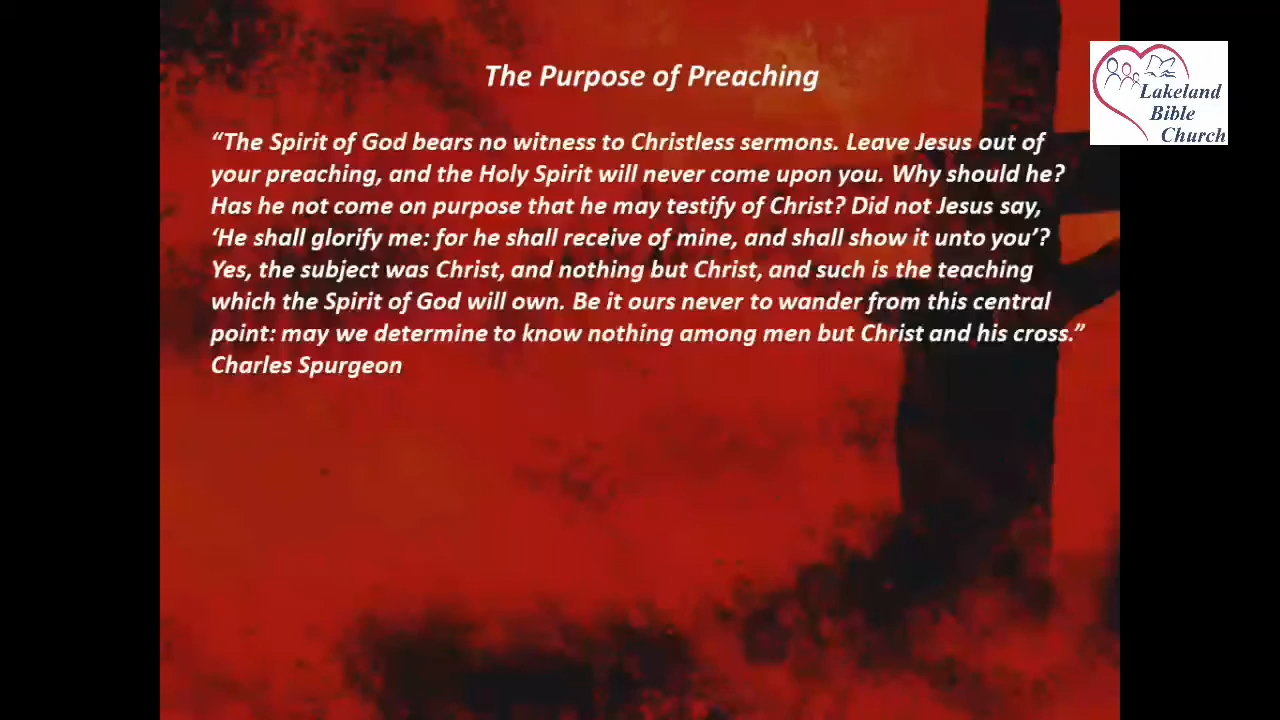 The Purpose of Preaching
“The Spirit of God bears no witness to Christless sermons. Leave Jesus out of
your preaching, and the Holy Spirit will never come upon you. Why should he?
Has he not come on purpose that he may testify of Christ? Did not Jesus say,
‘He shall glorify me: for he shall receive of mine, and shall show it unto you’?
Yes, the subject was Christ, and nothing but Christ, and such is the teaching
which the Spirit of God will own. Be it ours never to wander from this central
point: may we determine to know nothing among men but Christ and his cross.”
Charles Spurgeon
Lakeland
Bible
Church